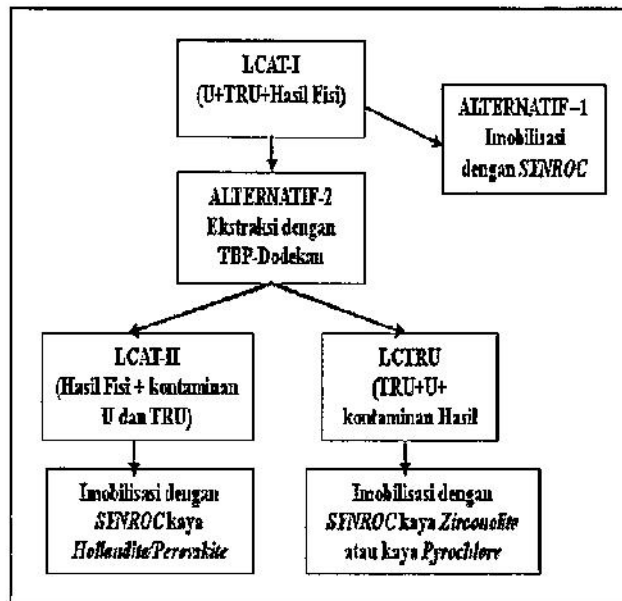 LCAT-I
(U+TRU+Hasil Fisi)
ALTERNATIF-1
Imobilisasi
dengan SYNROC
ALTERNATIF-2
Ekstraksi dengan
TBP-Dodekan
LCAT-II
(Hasil Fisi + kontaminan
U dan TRU)
LCTRU
(TRU+U+
kontaminan Hasil
Imobilisasi dengan
SYNROC kaya
Hollandite/Perovskite
Imobilisasi dengan
SYNROC kaya Zirconolite
atau kaya Pyrochlore